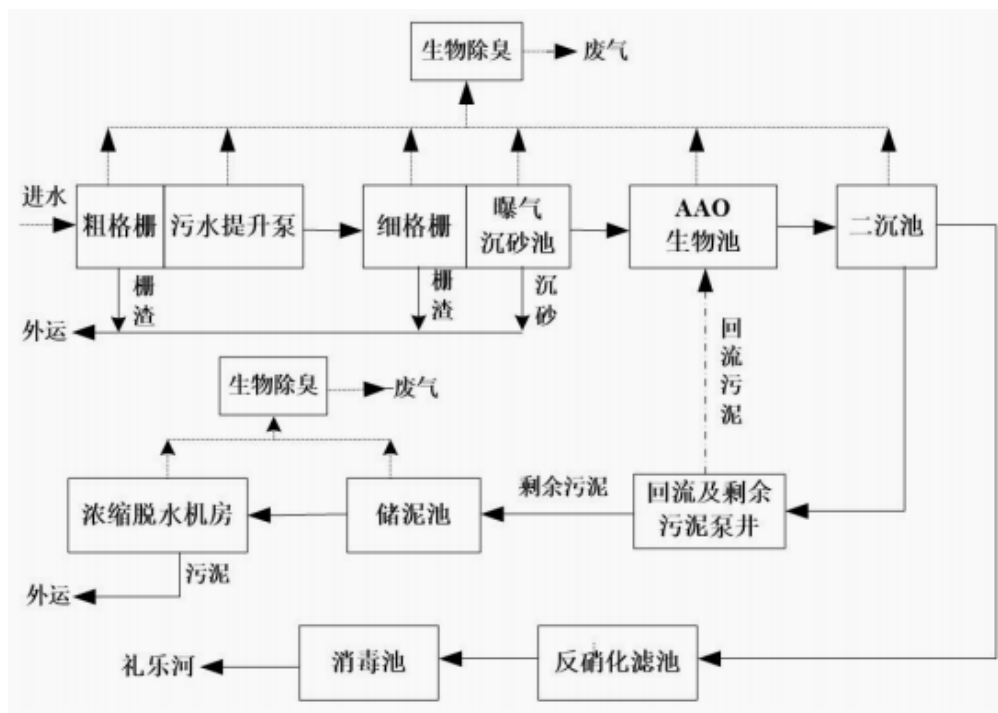 生物除臭
废气
进水
粗格栅
污水提升泵
细格栅
曝气
沉砂池
AAO
生物池
二沉池
栅渣
栅渣
沉砂
外运
回流污泥
生物除臭
废气
浓缩脱水机房
储泥池
剩余污泥
回流及剩余
污泥泵井
污泥
外运
礼乐河
消毒池
反硝化滤池